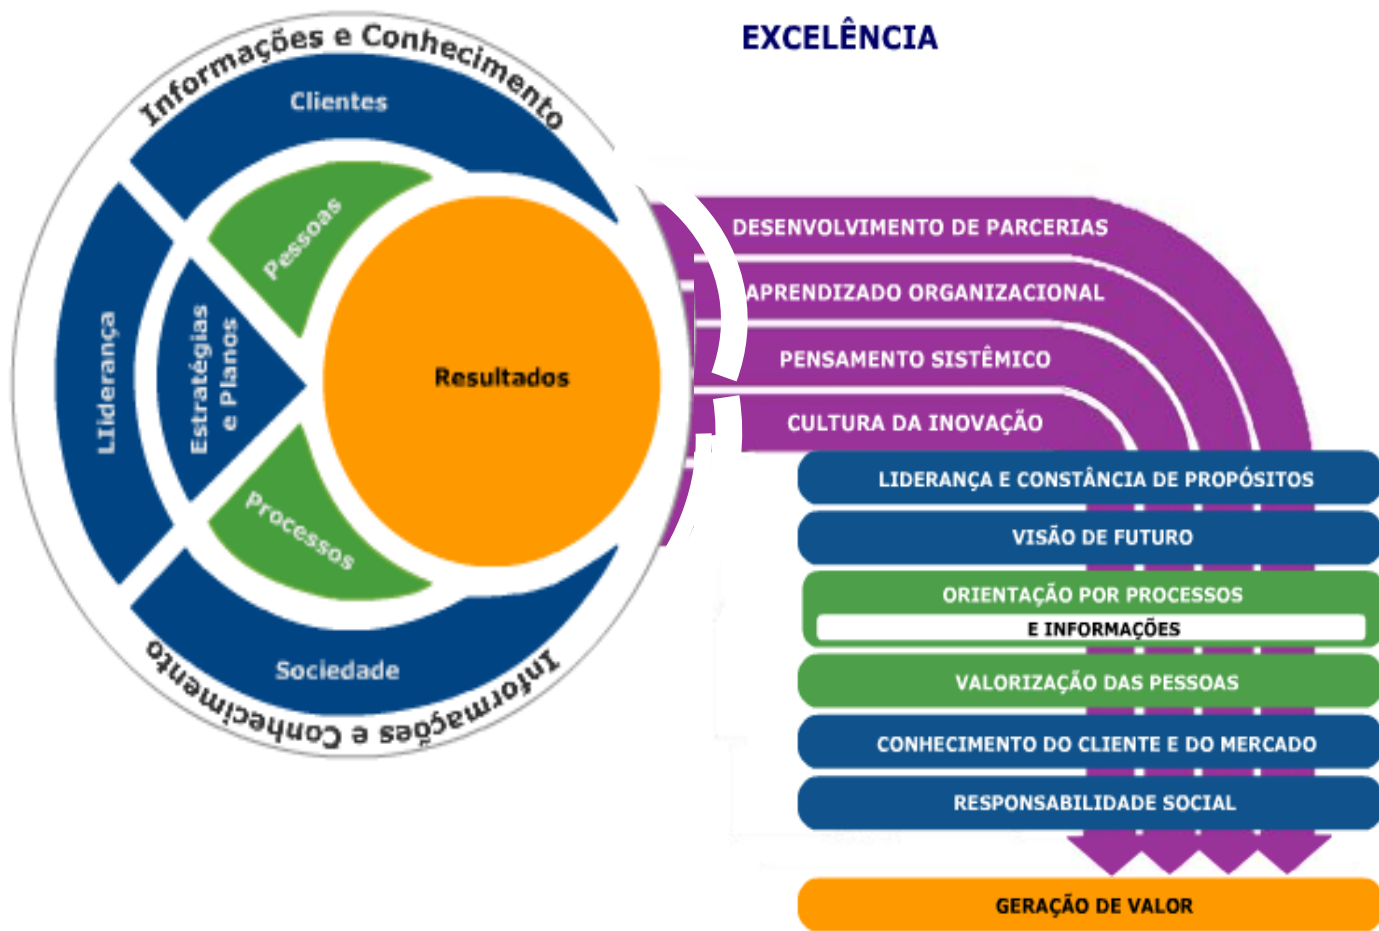 EXCELÊNCIA
Informações e Conhecimento
Clientes
Pessoas
LIiderança
Estratégias
e Planos
Resultados
Processos
Sociedade
Informações e Conhecimento
DESENVOLVIMENTO DE PARCERIAS
APRENDIZADO ORGANIZACIONAL
PENSAMENTO SISTÊMICO
CULTURA DA INOVAÇÃO
LIDERANÇA E CONSTÂNCIA DE PROPÓSITOS
VISÃO DE FUTURO
ORIENTAÇÃO POR PROCESSOS
E INFORMAÇÕES
VALORIZAÇÃO DAS PESSOAS
CONHECIMENTO DO CLIENTE E DO MERCADO
RESPONSABILIDADE SOCIAL
GERAÇÃO DE VALOR